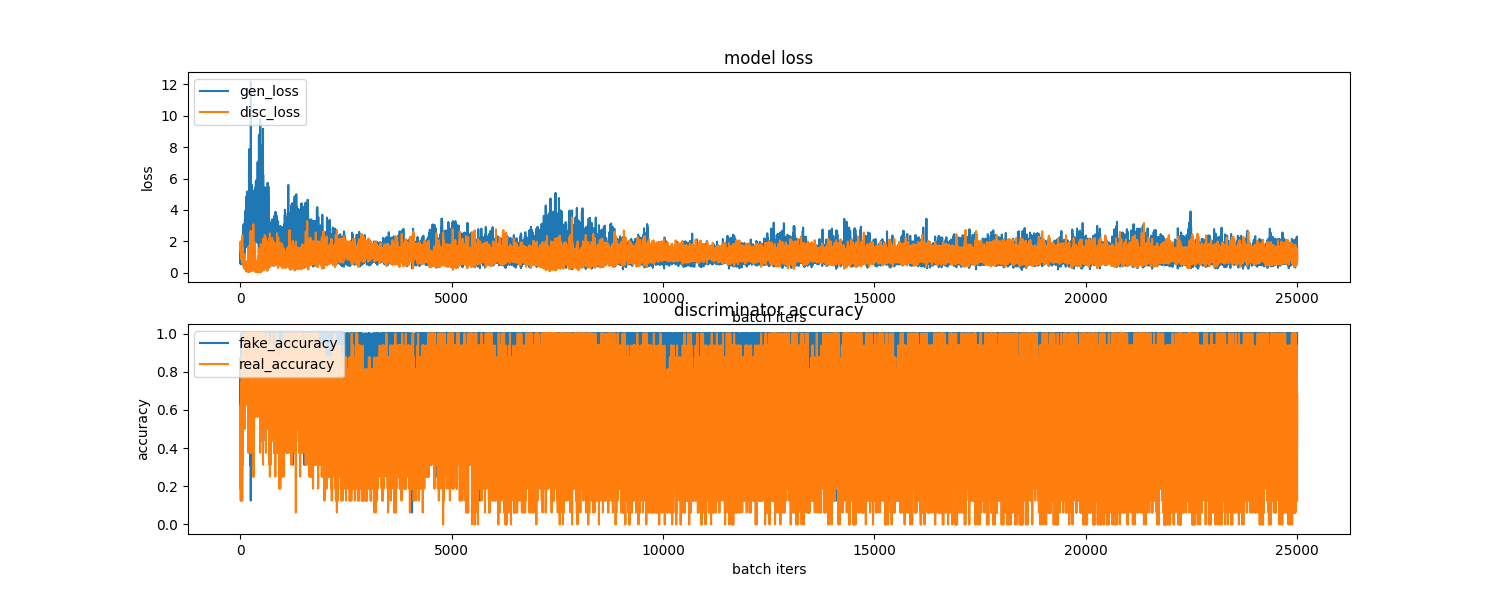 model loss
12
10
8
6
4
2
0
loss
gen_loss
disc_loss
0 5000 10000 15000 20000 25000
batch iters
discriminator accuracy
1.0
0.8
0.6
0.4
0.2
0.0
accuracy
fake_accuracy
real_accuracy
0 5000 10000 15000 20000 25000
batch iters